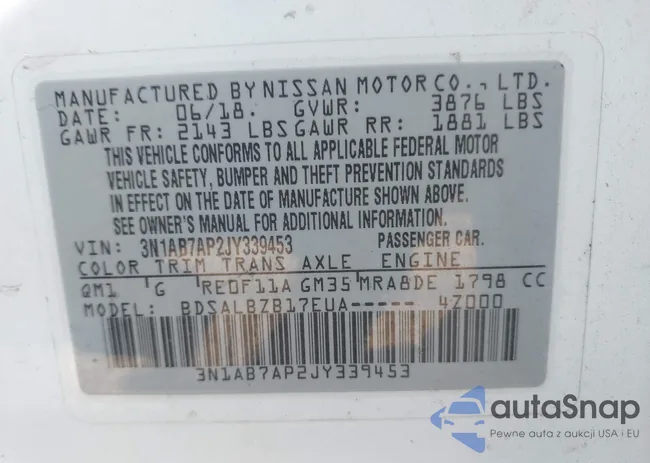 MANUFACTURED BY NISSAN MOTOR CO., LTD.
DATE: 06/18. GVWR: 3876 LBS
GAWR FR: 2143 LBS GAWR RR: 1881 LBS
THIS VEHICLE CONFORMS TO ALL APPLICABLE FEDERAL MOTOR
VEHICLE SAFETY, BUMPER AND THEFT PREVENTION STANDARDS
IN EFFECT ON THE DATE OF MANUFACTURE SHOWN ABOVE.
SEE OWNER'S MANUAL FOR ADDITIONAL INFORMATION.
VIN: 3N1AB7AP2JY339453 PASSENGER CAR.
COLOR TRIM TRANS AXLE ENGINE
QM1 G RE0F11A GM35 MRA8DE 1798 CC
MODEL: BDSALBZB17EUA----- 4Z000
3N1AB7AP2JY339453
autaSnap
Pewne auta z aukcji USA i EU